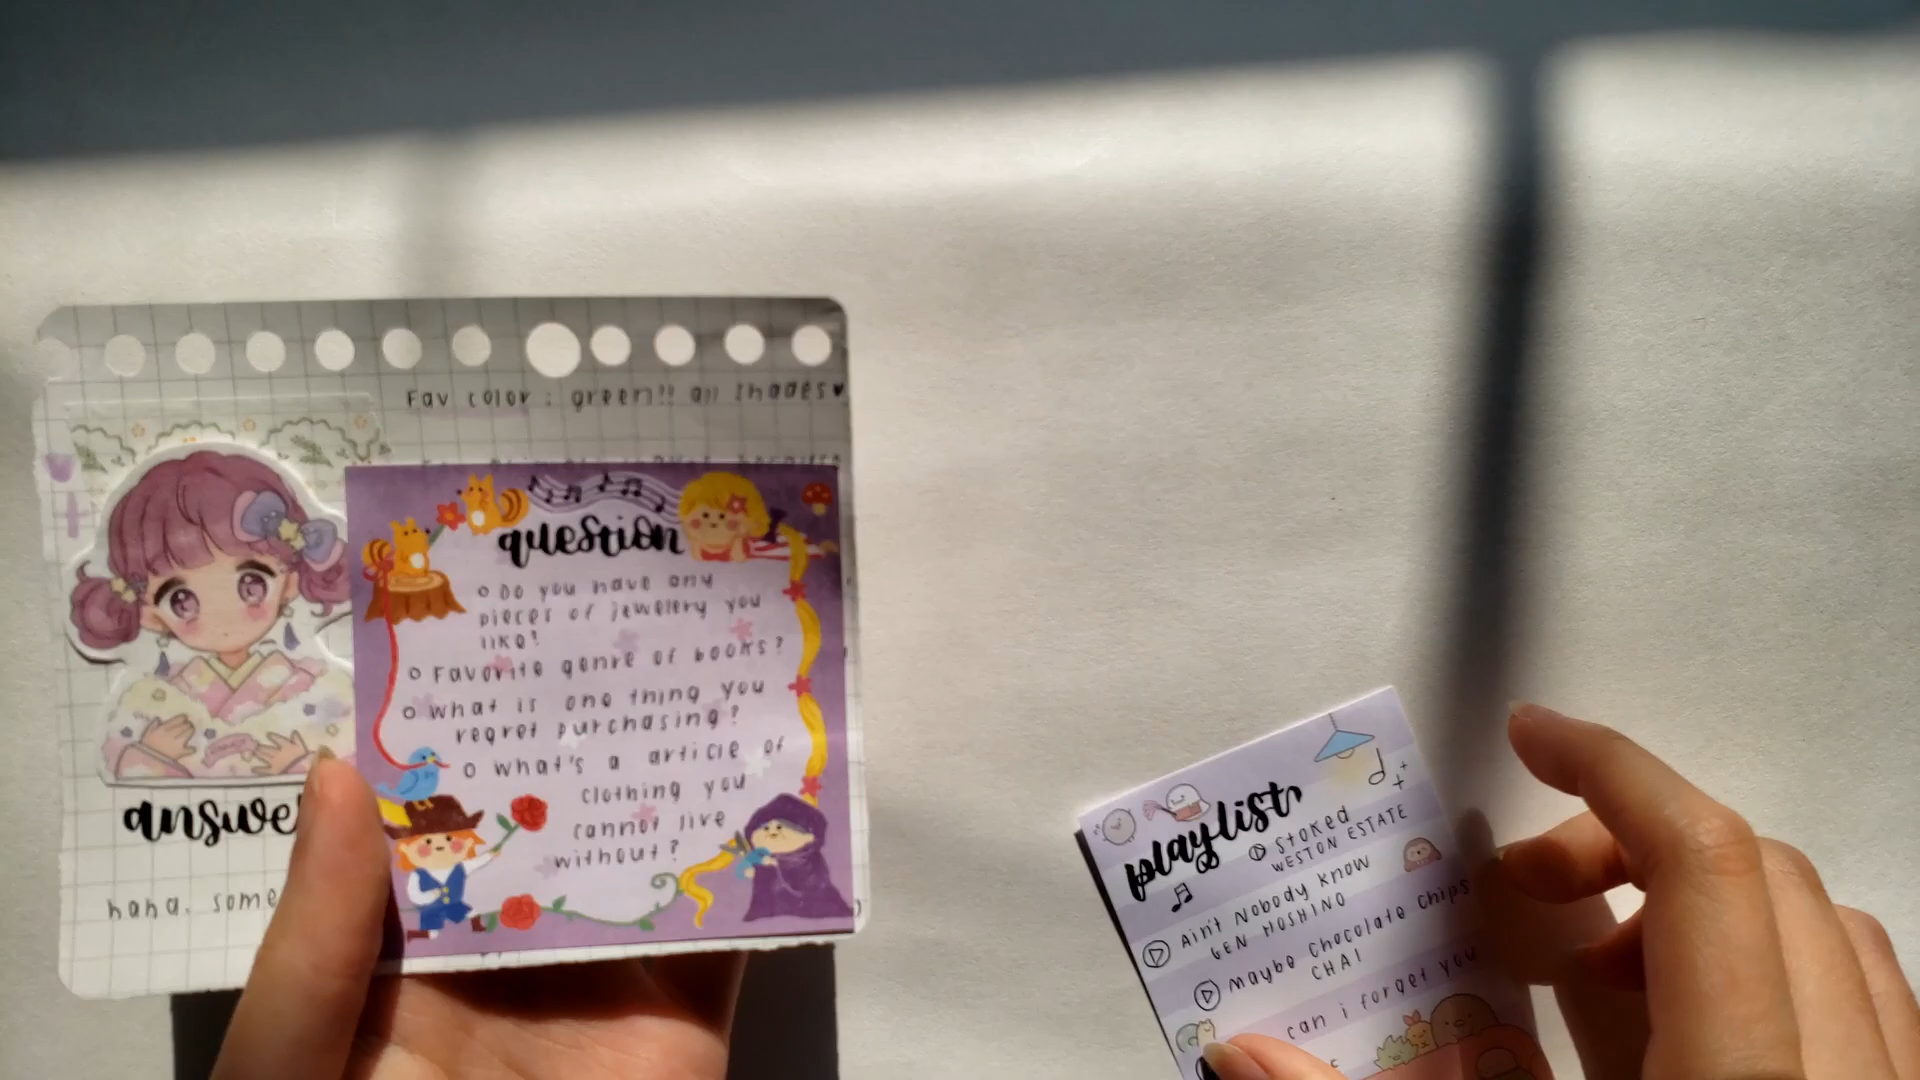 Fav color : green!! all shades♥
question
o Do you have any
pieces of jewelery you
like?
o Favorite genre of books?
o what is one thing you
regret purchasing?
o what's a article of
clothing you
cannot live
without?
answe
haha. some
playlist
Stoked
WESTON ESTATE
Ain't Nobody Know
GEN HOSHINO
Maybe Chocolate Chips
CHAI
can i forget you